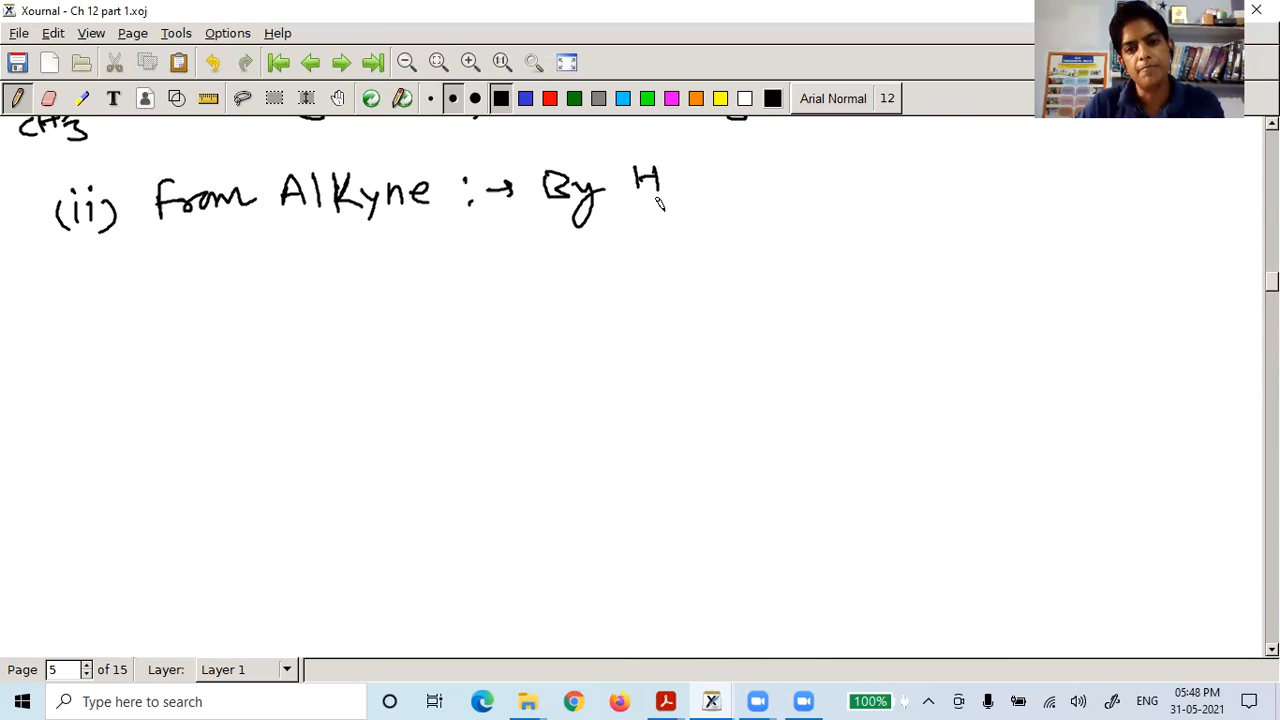 Xournal - Ch 12 part 1.xoj
File Edit View Page Tools Options Help
Arial Normal 12
CH3
(ii) From Alkyne :→ By H
Page 5 of 15 Layer: Layer 1
Type here to search
100%
ENG
05:48 PM
31-05-2021